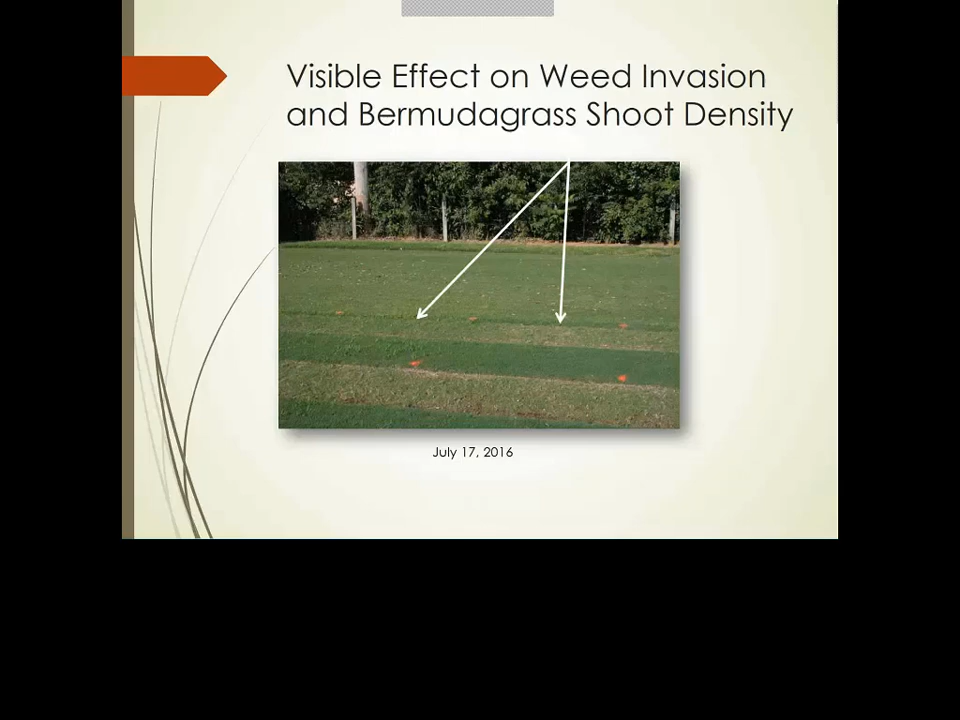 Visible Effect on Weed Invasion
and Bermudagrass Shoot Density
July 17, 2016